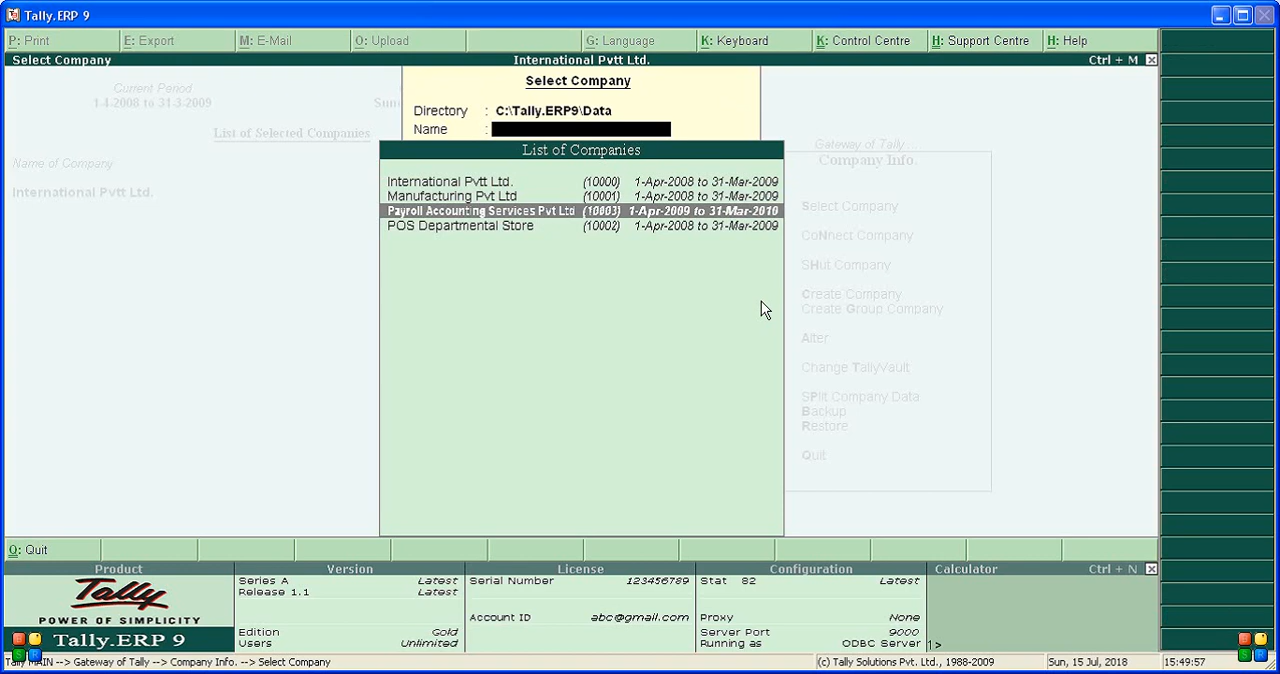 Tally.ERP 9
P: Print E: Export M: E-Mail O: Upload G: Language K: Keyboard K: Control Centre H: Support Centre H: Help
Select Company International Pvtt Ltd. Ctrl + M
Current Period
1-4-2008 to 31-3-2009
List of Selected Companies
Name of Company
International Pvtt Ltd.
Select Company
Directory : C:\Tally.ERP9\Data
Name :
List of Companies
International Pvtt Ltd. (10000) 1-Apr-2008 to 31-Mar-2009
Manufacturing Pvt Ltd (10001) 1-Apr-2008 to 31-Mar-2009
Payroll Accounting Services Pvt Ltd (10003) 1-Apr-2009 to 31-Mar-2010
POS Departmental Store (10002) 1-Apr-2008 to 31-Mar-2009
Gateway of Tally ...
Company Info.
Select Company
CoNnect Company
SHut Company
Create Company
Create Group Company
Alter
Change TallyVault
SPlit Company Data
Backup
Restore
Quit
Q: Quit
Product Version License Configuration Calculator Ctrl + N
Tally
POWER OF SIMPLICITY
Tally.ERP 9
Series A Latest
Release 1.1 Latest
Edition Gold
Users Unlimited
Serial Number 123456789
Account ID abc@gmail.com
Stat 82 Latest
Proxy None
Server Port 9000
Running as ODBC Server
1>
Tally MAIN --> Gateway of Tally --> Company Info. --> Select Company (c) Tally Solutions Pvt. Ltd., 1988-2009 Sun, 15 Jul, 2018 15:49:57